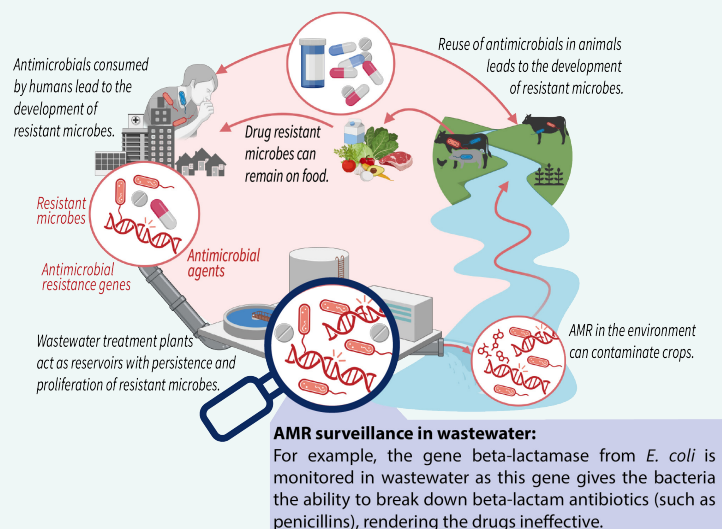 Antimicrobials consumed
by humans lead to the
development of
resistant microbes.
Reuse of antimicrobials in animals
leads to the development
of resistant microbes.
Drug resistant
microbes can
remain on food.
Resistant
microbes
Antimicrobial
agents
Antimicrobial
resistance genes
Wastewater treatment plants
act as reservoirs with persistence and
proliferation of resistant microbes.
AMR in the environment
can contaminate crops.
AMR surveillance in wastewater:
For example, the gene beta-lactamase from E. coli is
monitored in wastewater as this gene gives the bacteria
the ability to break down beta-lactam antibiotics (such as
penicillins), rendering the drugs ineffective.